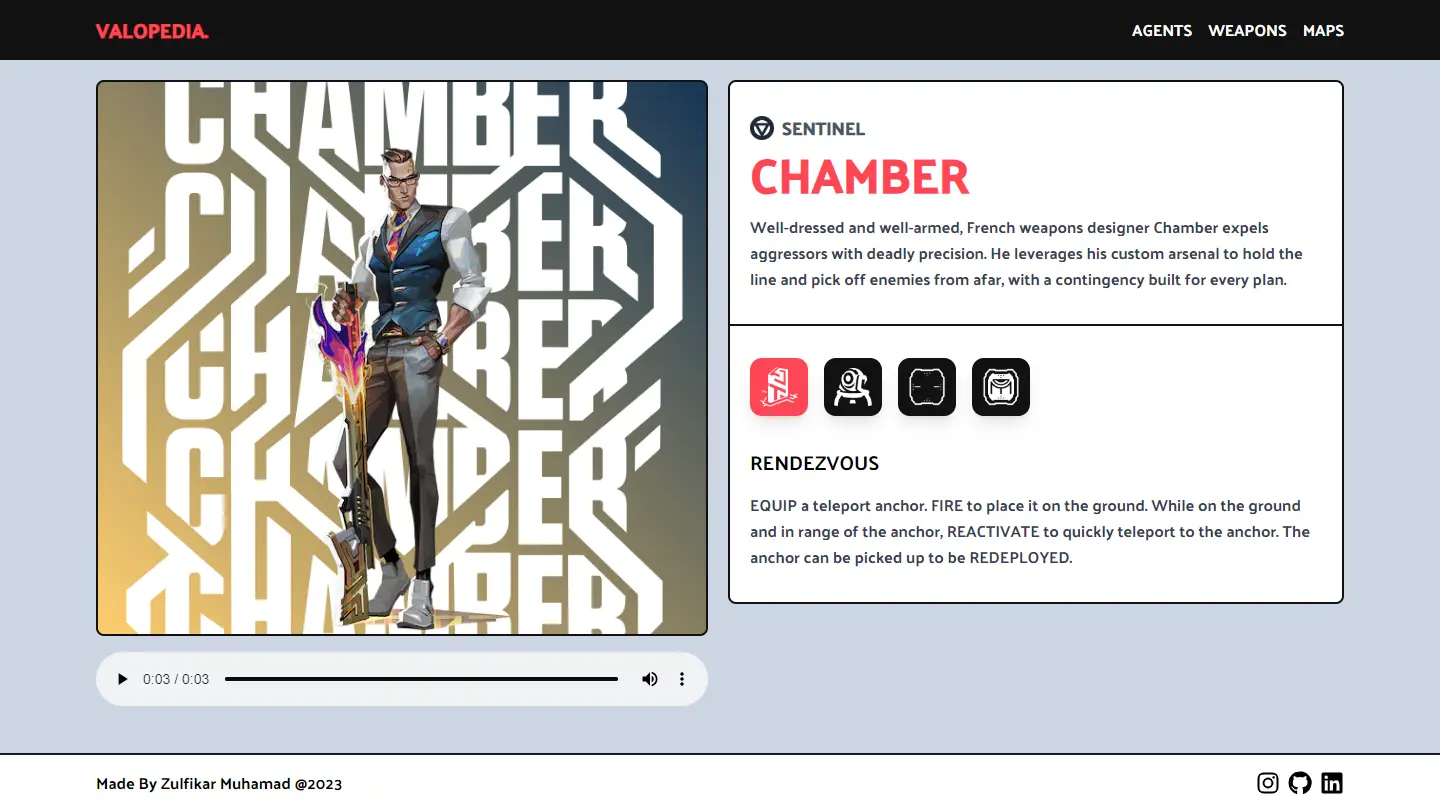 VALOPEDIA.
AGENTS WEAPONS MAPS
CHAMBER
CHAMBER
CHAMBER
CHAMBER
CHAMBER
0:03 / 0:03
SENTINEL
CHAMBER
Well-dressed and well-armed, French weapons designer Chamber expels
aggressors with deadly precision. He leverages his custom arsenal to hold the
line and pick off enemies from afar, with a contingency built for every plan.
RENDEZVOUS
EQUIP a teleport anchor. FIRE to place it on the ground. While on the ground
and in range of the anchor, REACTIVATE to quickly teleport to the anchor. The
anchor can be picked up to be REDEPLOYED.
Made By Zulfikar Muhamad @2023
in